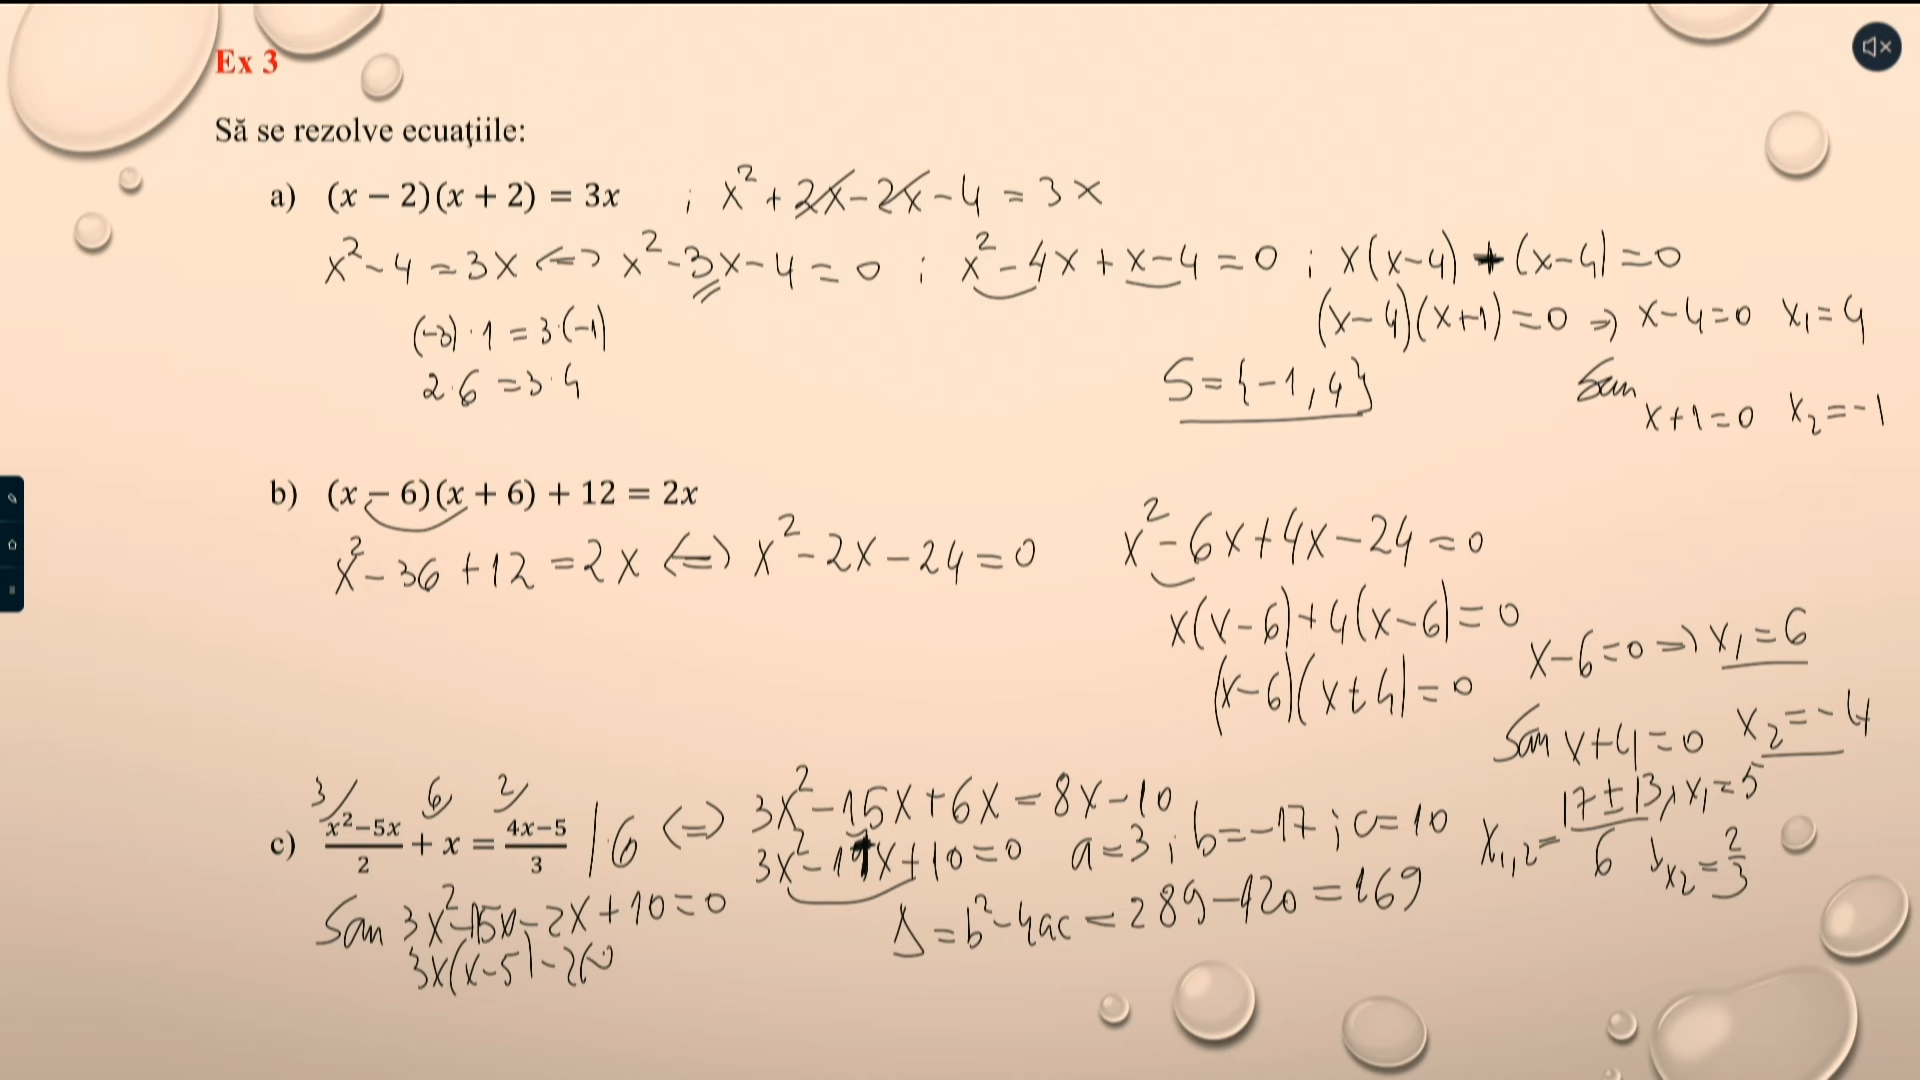 Ex 3
Să se rezolve ecuaţiile:
a) (x − 2)(x + 2) = 3x ; x² + 2x − 2x − 4 = 3x
x² − 4 = 3x <=> x² − 3x − 4 = 0 ; x² − 4x + x − 4 = 0 ; x(x−4) + (x−4) = 0
(−3)·1 = 3·(−1)
(x−4)(x+1) = 0 => x−4=0 x₁=4
2·6 = 3·4
S = {−1, 4}
Sau
x+1=0 x₂=−1
b) (x − 6)(x + 6) + 12 = 2x
x² − 36 + 12 = 2x <=> x² − 2x − 24 = 0
x² − 6x + 4x − 24 = 0
x(x−6) + 4(x−6) = 0
x−6=0 => x₁=6
(x−6)(x+4) = 0
Sau x+4=0 x₂=−4
3/ 6/ 2/
c) (x²−5x)/2 + x = (4x−5)/3 |·6 <=> 3x² − 15x + 6x = 8x − 10
3x² − 17x + 10 = 0 a=3 ; b=−17 ; c=10
x₁,₂ = (17 ± 13)/6 x₁=5
x₂ = 2/3
Δ = b² − 4ac = 289 − 120 = 169
Sau 3x² − 15x − 2x + 10 = 0
3x(x−5) − 2(